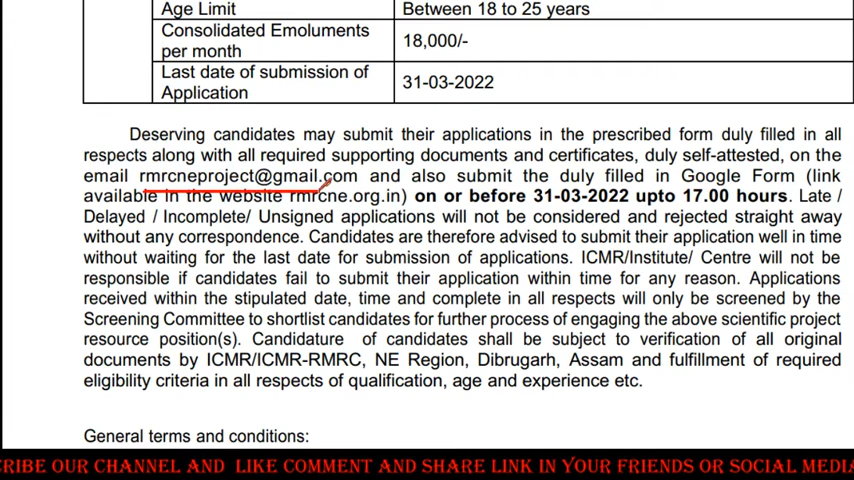 Age Limit Between 18 to 25 years
Consolidated Emoluments
per month 18,000/-
Last date of submission of
Application 31-03-2022
Deserving candidates may submit their applications in the prescribed form duly filled in all
respects along with all required supporting documents and certificates, duly self-attested, on the
email rmrcneproject@gmail.com and also submit the duly filled in Google Form (link
available in the website rmrcne.org.in) on or before 31-03-2022 upto 17.00 hours. Late /
Delayed / Incomplete/ Unsigned applications will not be considered and rejected straight away
without any correspondence. Candidates are therefore advised to submit their application well in time
without waiting for the last date for submission of applications. ICMR/Institute/ Centre will not be
responsible if candidates fail to submit their application within time for any reason. Applications
received within the stipulated date, time and complete in all respects will only be screened by the
Screening Committee to shortlist candidates for further process of engaging the above scientific project
resource position(s). Candidature of candidates shall be subject to verification of all original
documents by ICMR/ICMR-RMRC, NE Region, Dibrugarh, Assam and fulfillment of required
eligibility criteria in all respects of qualification, age and experience etc.
General terms and conditions:
CRIBE OUR CHANNEL AND LIKE COMMENT AND SHARE LINK IN YOUR FRIENDS OR SOCIAL MEDIA